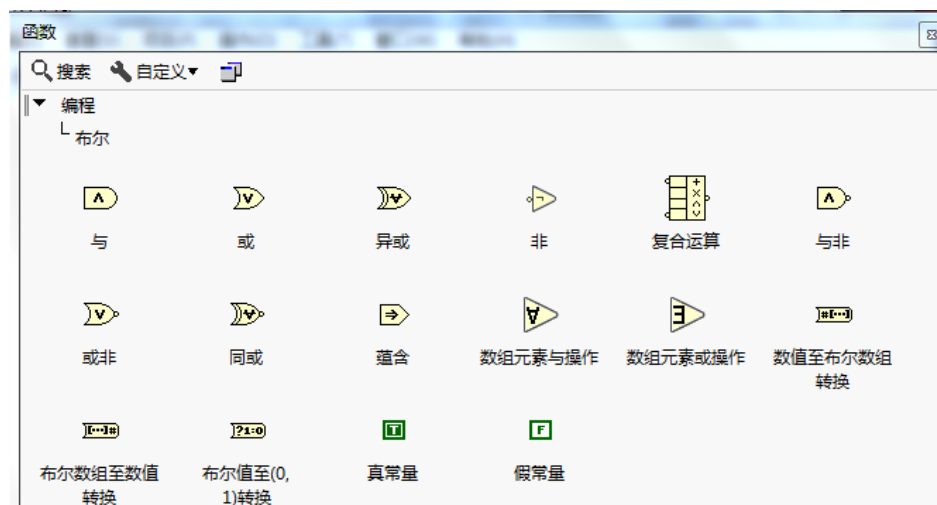 函数
搜索 自定义▼
编程
布尔
与 或 异或 非 复合运算 与非
或非 同或 蕴含 数组元素与操作 数组元素或操作 数值至布尔数组
转换
布尔数组至数值 布尔值至(0,
转换 1)转换 真常量 假常量